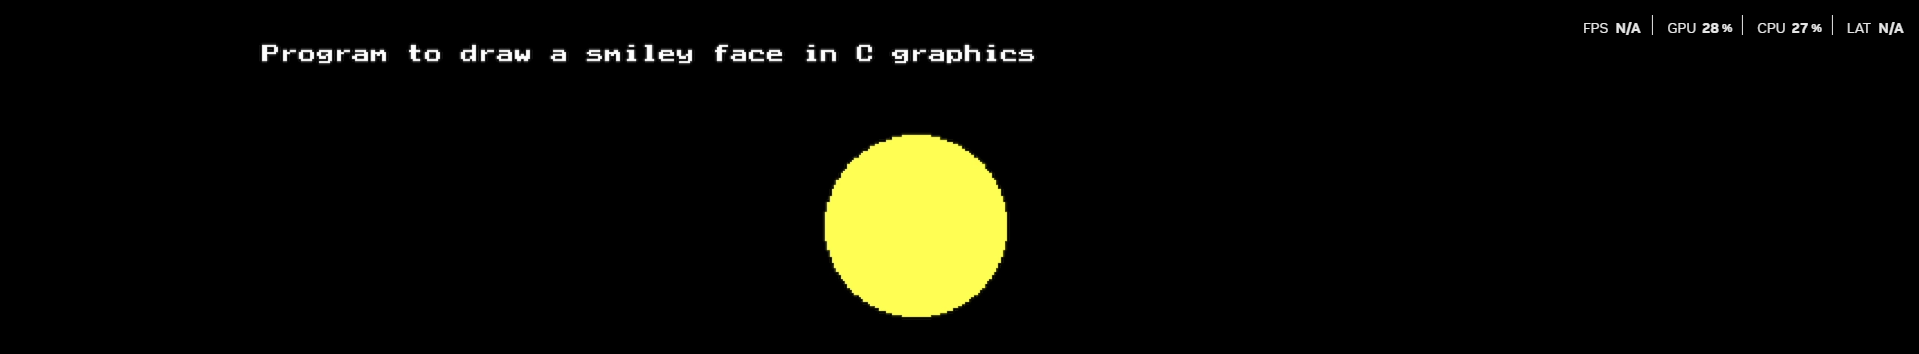 FPS N/A | GPU 28 % | CPU 27 % | LAT N/A
Program to draw a smiley face in C graphics